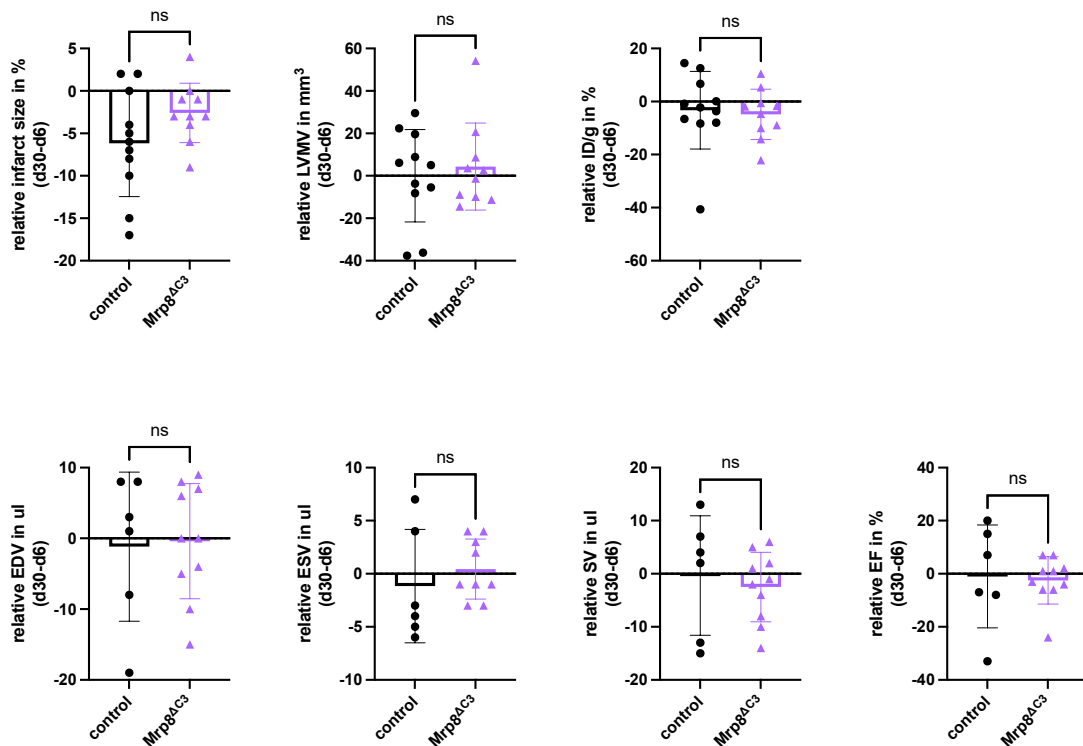 ns
relative infarct size in %
(d30-d6)
5
0
-5
-10
-15
-20
control
Mrp8ΔC3
ns
relative LVMV in mm³
(d30-d6)
60
40
20
0
-20
-40
control
Mrp8ΔC3
ns
relative ID/g in %
(d30-d6)
20
0
-20
-40
-60
control
Mrp8ΔC3
ns
relative EDV in ul
(d30-d6)
10
0
-10
-20
control
Mrp8ΔC3
ns
relative ESV in ul
(d30-d6)
10
5
0
-5
-10
control
Mrp8ΔC3
ns
relative SV in ul
(d30-d6)
20
10
0
-10
-20
control
Mrp8ΔC3
ns
relative EF in %
(d30-d6)
40
20
0
-20
-40
control
Mrp8ΔC3